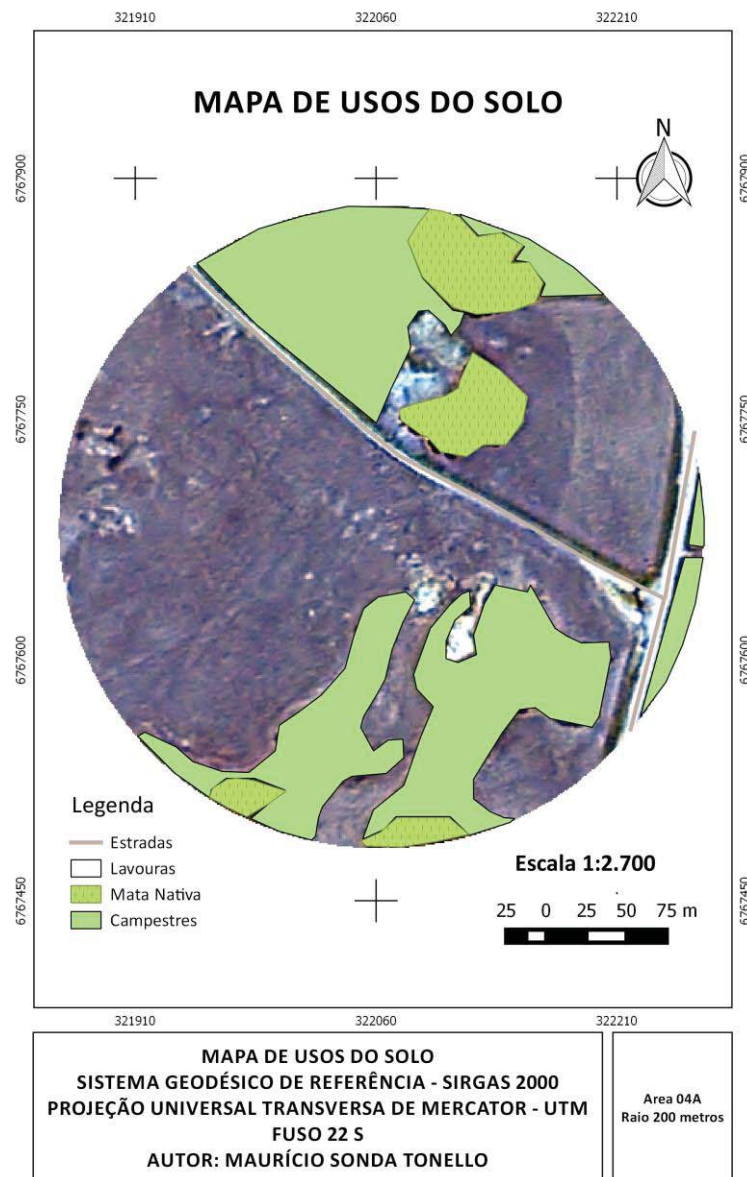 321910 322060 322210
MAPA DE USOS DO SOLO
N
6767900 6767900
6767750 6767750
6767600 6767600
6767450 6767450
Legenda
Estradas
Lavouras
Mata Nativa
Campestres
Escala 1:2.700
25 0 25 50 75 m
321910 322060 322210
MAPA DE USOS DO SOLO
SISTEMA GEODÉSICO DE REFERÊNCIA - SIRGAS 2000
PROJEÇÃO UNIVERSAL TRANSVERSA DE MERCATOR - UTM
FUSO 22 S
AUTOR: MAURÍCIO SONDA TONELLO
Area 04A
Raio 200 metros